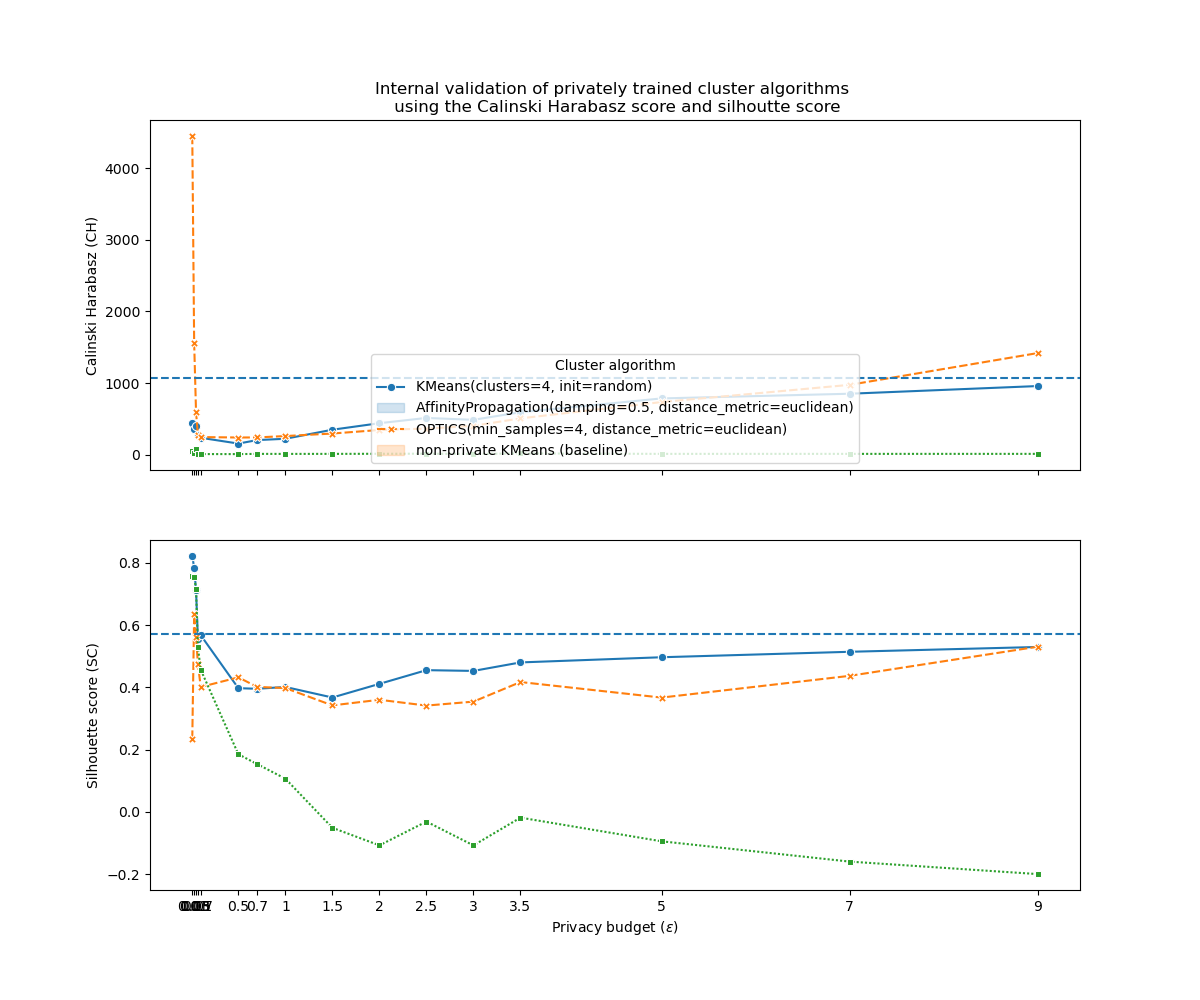 Internal validation of privately trained cluster algorithms
using the Calinski Harabasz score and silhoutte score
4000
3000
2000
1000
0
Calinski Harabasz (CH)
Cluster algorithm
KMeans(clusters=4, init=random)
AffinityPropagation(damping=0.5, distance_metric=euclidean)
OPTICS(min_samples=4, distance_metric=euclidean)
non-private KMeans (baseline)
0.8
0.6
0.4
0.2
0.0
−0.2
Silhouette score (SC)
0.5 0.7 1 1.5 2 2.5 3 3.5 5 7 9
Privacy budget (ε)